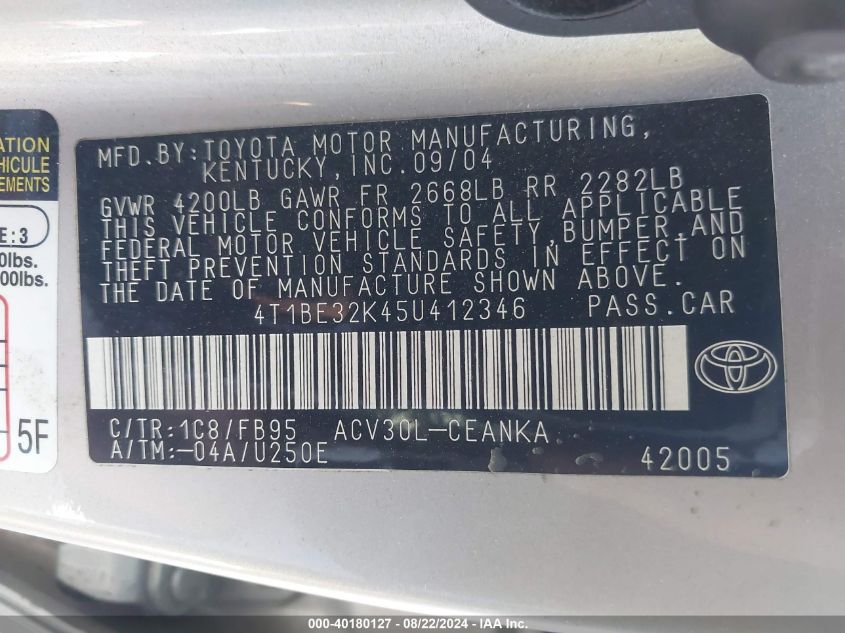 ATION
VEHICULE
EMENTS
E:3
0lbs.
00lbs.
5F
MFD.BY:TOYOTA MOTOR MANUFACTURING,
KENTUCKY,INC.09/04
GVWR 4200LB GAWR FR 2668LB RR 2282LB
THIS VEHICLE CONFORMS TO ALL APPLICABLE
FEDERAL MOTOR VEHICLE SAFETY,BUMPER,AND
THEFT PREVENTION STANDARDS IN EFFECT ON
THE DATE OF MANUFACTURE SHOWN ABOVE.
4T1BE32K45U412346 PASS.CAR
C/TR:1C8/FB95 ACV30L-CEANKA
A/TM:-04A/U250E 42005
000-40180127 - 08/22/2024 - IAAI.COM